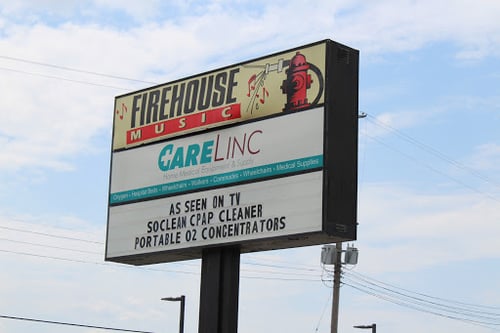 FIREHOUSE
MUSIC
CARELINC
Home Medical Equipment & Supply
Oxygen • Hospital Beds • Wheelchairs • Walkers • Commodes • Wheelchairs • Medical Supplies
AS SEEN ON TV
SOCLEAN CPAP CLEANER
PORTABLE O2 CONCENTRATORS